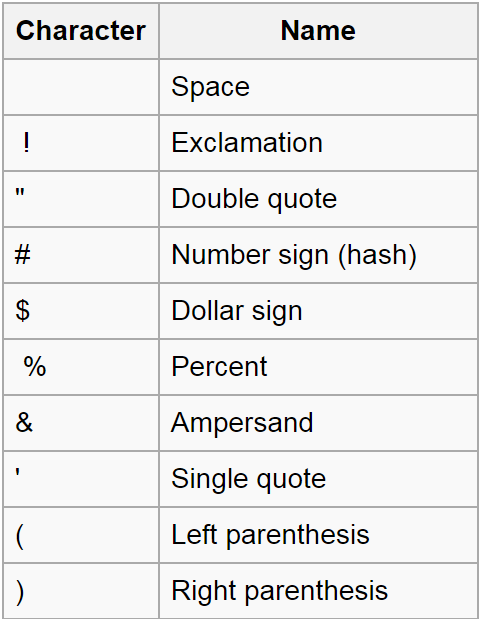 Character Name
Space
! Exclamation
" Double quote
# Number sign (hash)
$ Dollar sign
% Percent
& Ampersand
' Single quote
( Left parenthesis
) Right parenthesis